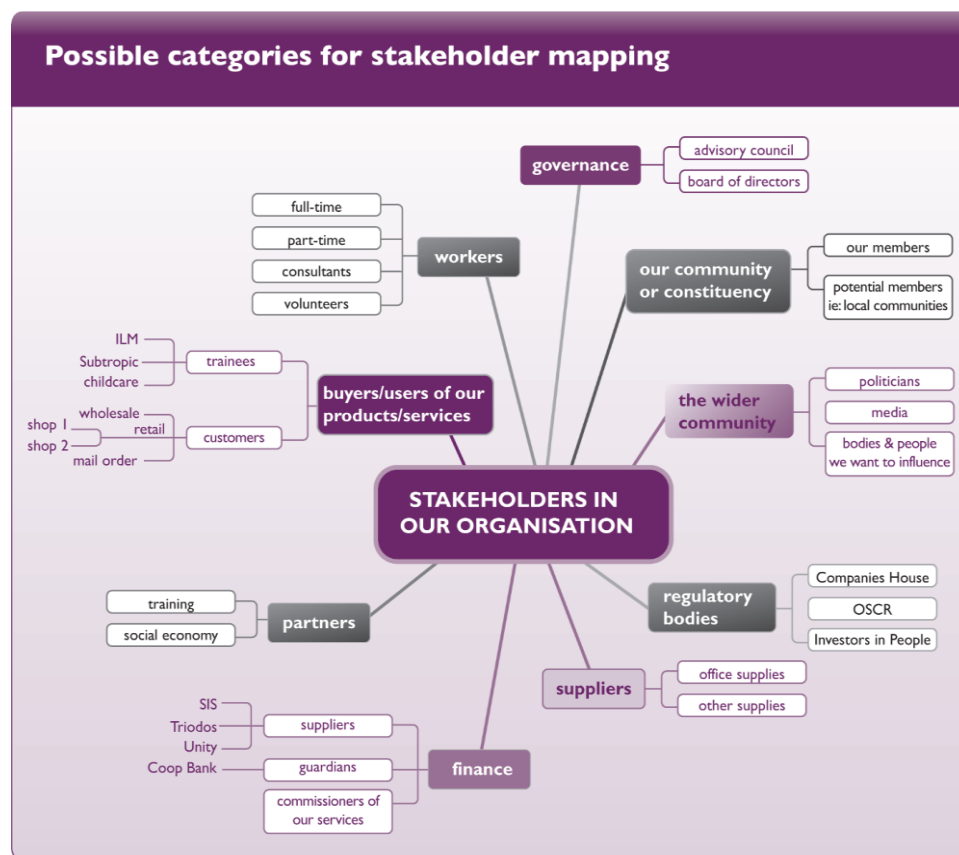 Possible categories for stakeholder mapping
governance
advisory council
board of directors
full-time
part-time
consultants
volunteers
workers
our community
or constituency
our members
potential members
ie: local communities
ILM
Subtropic
childcare
trainees
buyers/users of our
products/services
wholesale
shop 1
retail
shop 2
mail order
customers
the wider
community
politicians
media
bodies & people
we want to influence
STAKEHOLDERS IN
OUR ORGANISATION
training
social economy
partners
regulatory
bodies
Companies House
OSCR
Investors in People
suppliers
office supplies
other supplies
SIS
Triodos
Unity
suppliers
Coop Bank
guardians
commissioners of
our services
finance